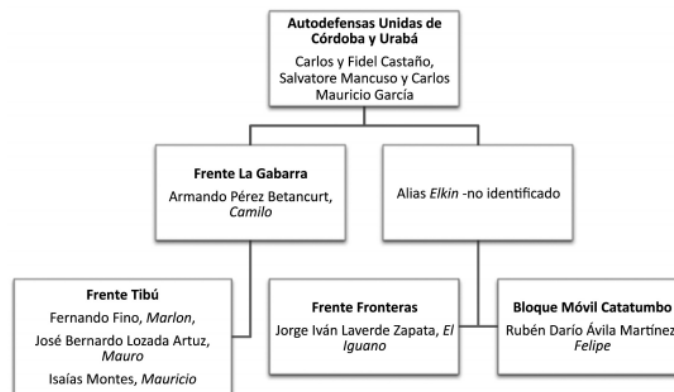 Autodefensas Unidas de
Córdoba y Urabá
Carlos y Fidel Castaño,
Salvatore Mancuso y Carlos
Mauricio García
Frente La Gabarra
Armando Pérez Betancurt,
Camilo
Alias Elkin -no identificado
Frente Tibú
Fernando Fino, Marlon,
José Bernardo Lozada Artuz,
Mauro
Isaías Montes, Mauricio
Frente Fronteras
Jorge Iván Laverde Zapata, El
Iguano
Bloque Móvil Catatumbo
Rubén Darío Ávila Martínez
Felipe